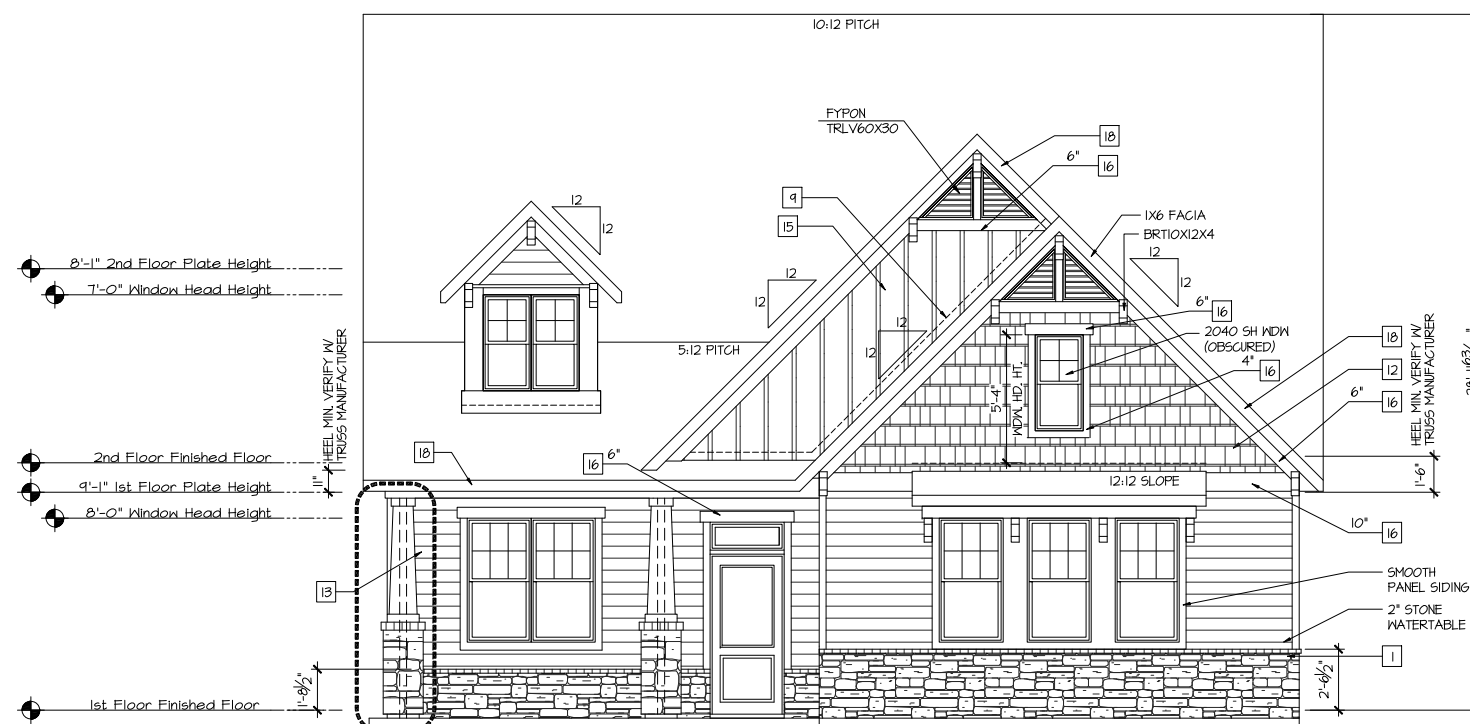 10:12 PITCH
FYPON
TRLV60X30
18
6"
16
9
15
12
12
1X6 FACIA
BRT10X12X4
12
12
8'-1" 2nd Floor Plate Height
7'-0" Window Head Height
12
12
6"
16
2040 SH WDW
(OBSCURED)
4"
16
12
12
5:12 PITCH
HEEL MIN. VERIFY W/
TRUSS MANUFACTURER
11"
5'-4"
WDW. HD. HT.
18
12
6"
16
HEEL MIN. VERIFY W/
TRUSS MANUFACTURER
1'-6"
2nd Floor Finished Floor
18
16
6"
9'-1" 1st Floor Plate Height
12:12 SLOPE
8'-0" Window Head Height
10"
16
13
SMOOTH
PANEL SIDING
2" STONE
WATERTABLE
1
1'-8 1/2"
2'-6 1/2"
1st Floor Finished Floor